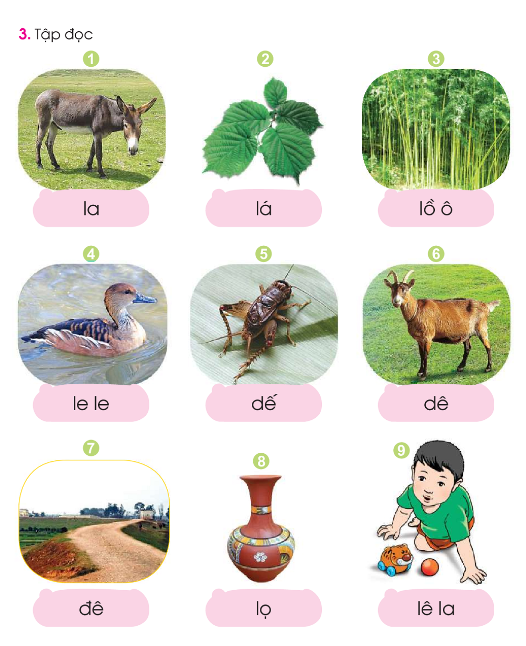 3. Tập đọc
1 2 3
la lá lồ ô
4 5 6
le le dế dê
7 8 9
đê lọ lê la